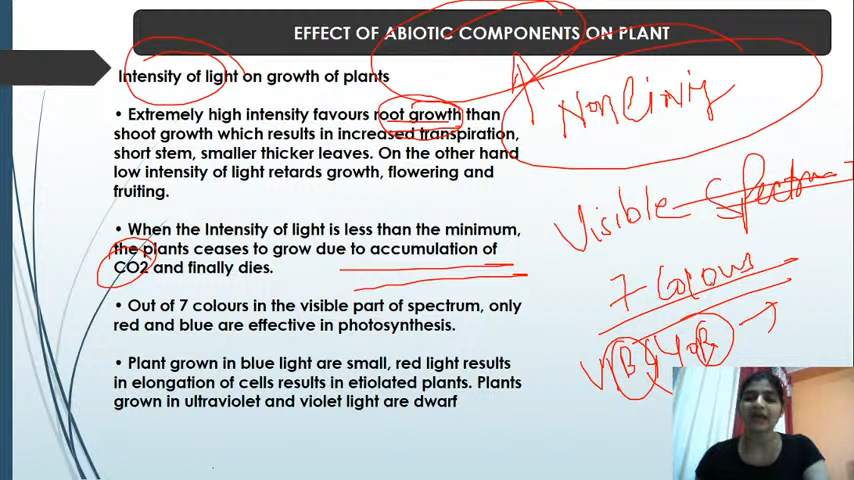 EFFECT OF ABIOTIC COMPONENTS ON PLANT
Intensity of light on growth of plants
• Extremely high intensity favours root growth than
shoot growth which results in increased transpiration,
short stem, smaller thicker leaves. On the other hand
low intensity of light retards growth, flowering and
fruiting.
• When the Intensity of light is less than the minimum,
the plants ceases to grow due to accumulation of
CO2 and finally dies.
• Out of 7 colours in the visible part of spectrum, only
red and blue are effective in photosynthesis.
• Plant grown in blue light are small, red light results
in elongation of cells results in etiolated plants. Plants
grown in ultraviolet and violet light are dwarf
A
Nonliving
Visible Spectrum
7 Colours